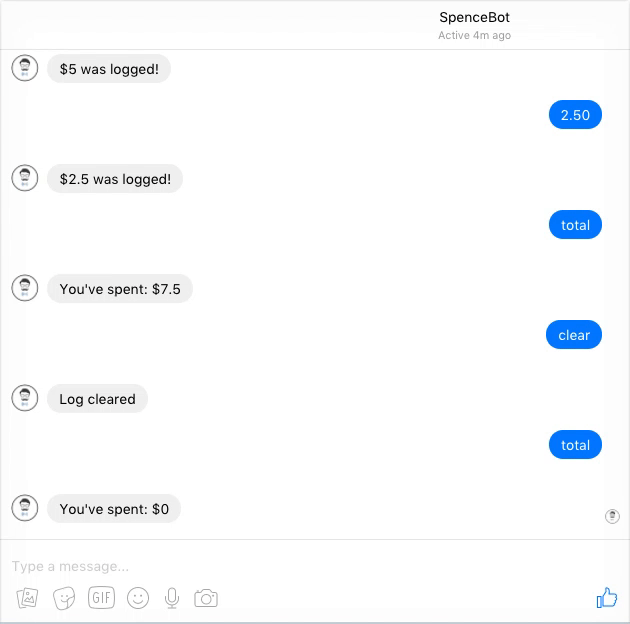 SpenceBot
Active 4m ago
$5 was logged!
2.50
$2.5 was logged!
total
You've spent: $7.5
clear
Log cleared
total
You've spent: $0
Type a message...
GIF